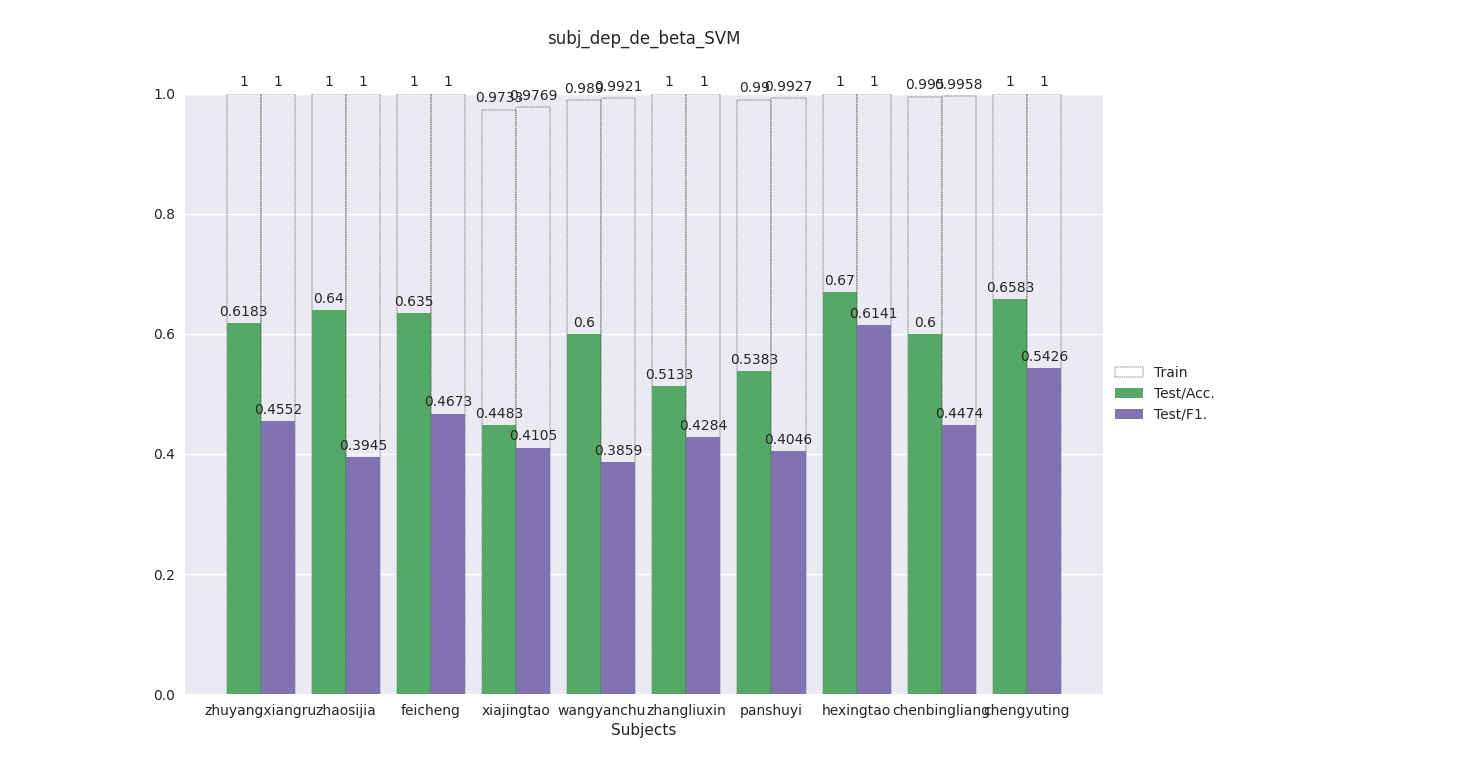 subj_dep_de_beta_SVM
1 1 1 1 1 1 0.9733 0.9769 0.989 0.9921 1 1 0.99 0.9927 1 1 0.995 0.9958 1 1
1.0
0.8
0.6
0.4
0.2
0.0
0.6183 0.4552 0.64 0.3945 0.635 0.4673 0.4483 0.4105 0.6 0.3859 0.5133 0.4284 0.5383 0.4046 0.67 0.6141 0.6 0.4474 0.6583 0.5426
Train
Test/Acc.
Test/F1.
zhuyangxiangru zhaosijia feicheng xiajingtao wangyanchu zhangliuxin panshuyi hexingtao chenbingliang chengyuting
Subjects